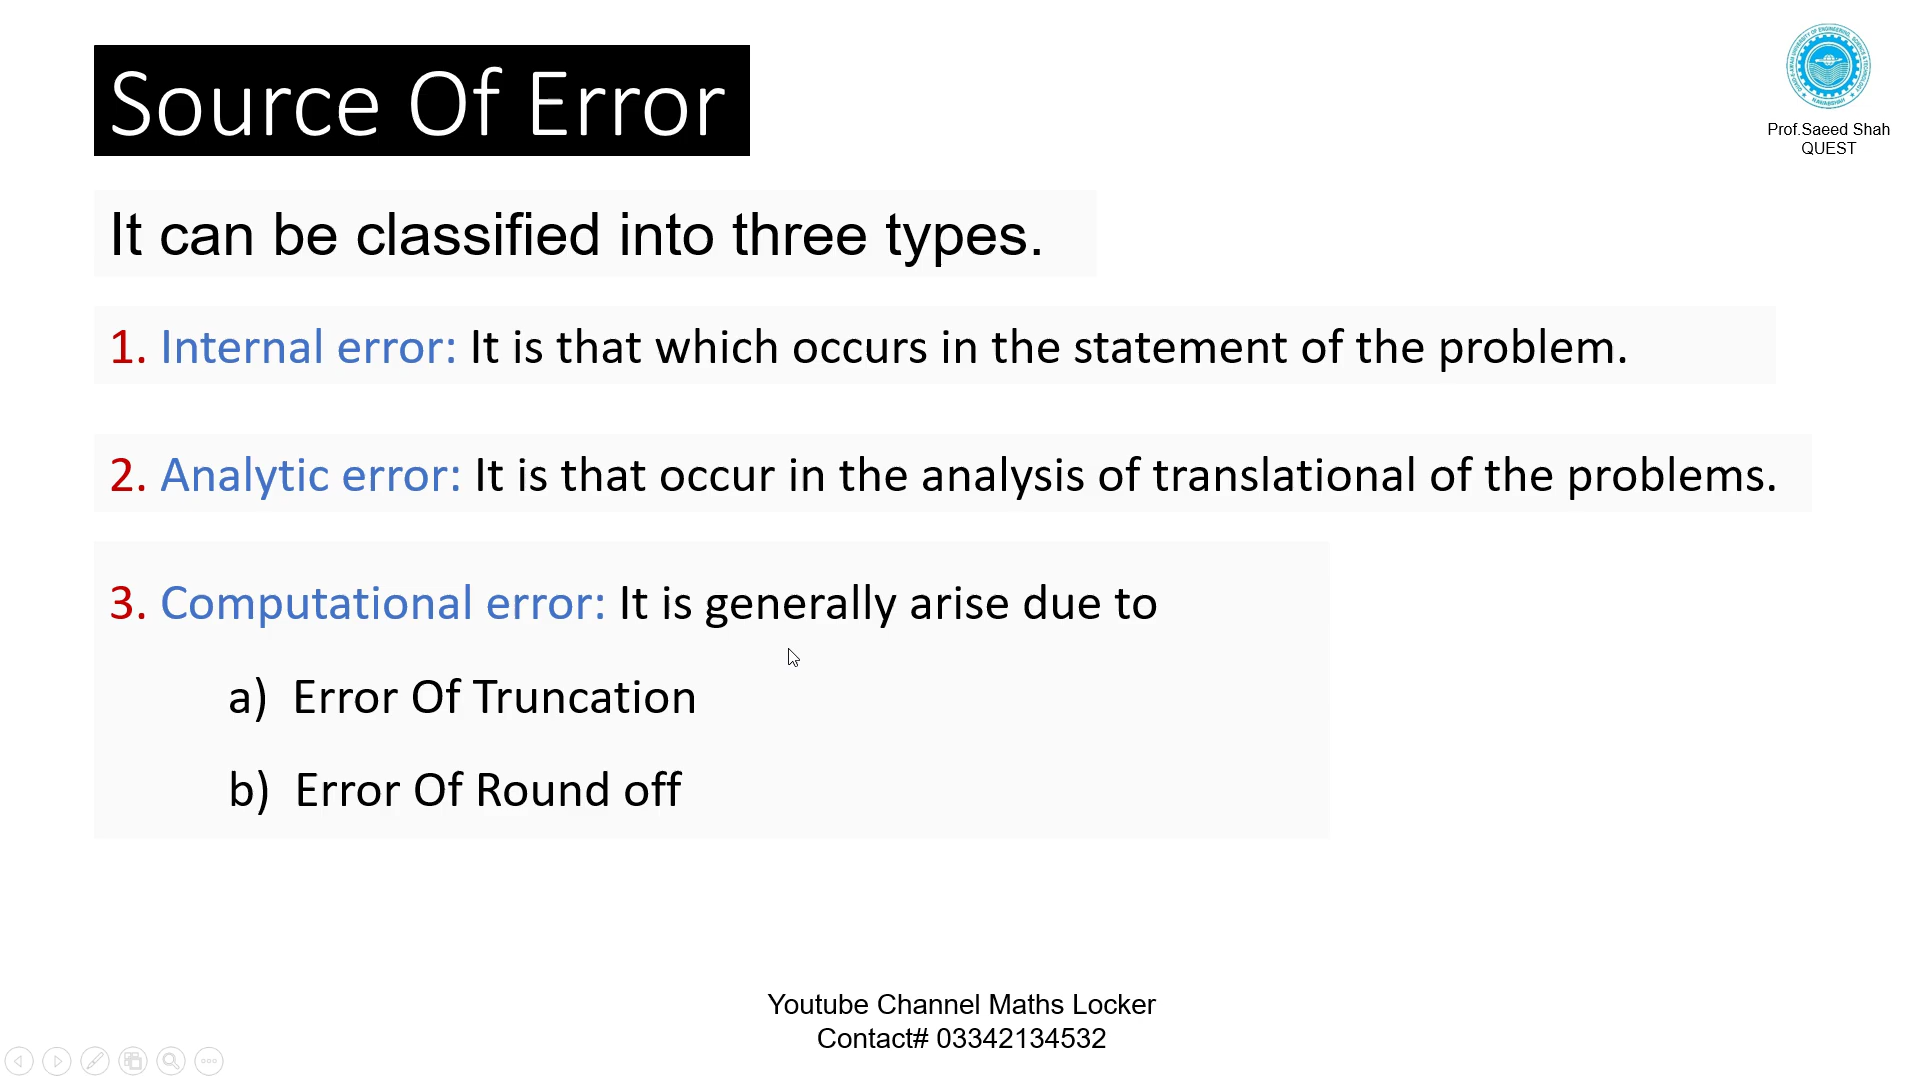 Source Of Error
Prof.Saeed Shah
QUEST
It can be classified into three types.
1. Internal error: It is that which occurs in the statement of the problem.
2. Analytic error: It is that occur in the analysis of translational of the problems.
3. Computational error: It is generally arise due to
a) Error Of Truncation
b) Error Of Round off
Youtube Channel Maths Locker
Contact# 03342134532